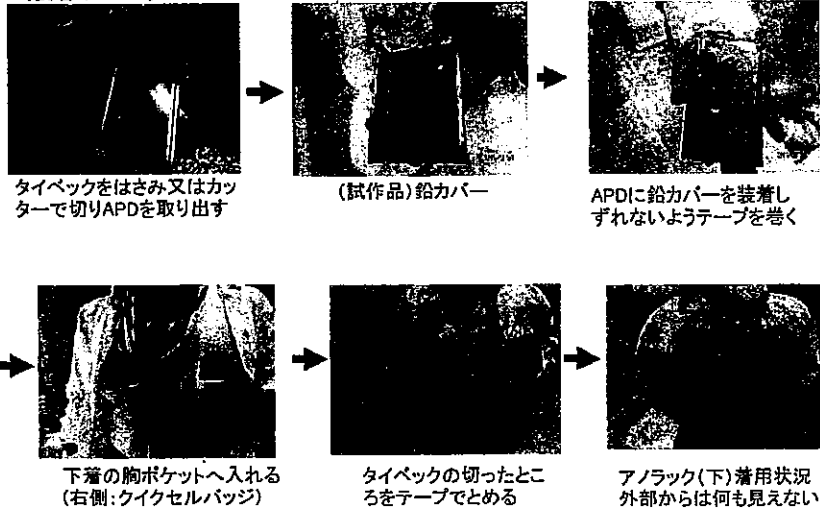 タイベックをはさみ又はカッ
ターで切りAPDを取り出す
(試作品)鉛カバー
APDに鉛カバーを装着し
ずれないようテープを巻く
下着の胸ポケットへ入れる
(右側:クイクセルバッジ)
タイベックの切ったとこ
ろをテープでとめる
アノラック(下)着用状況
外部からは何も見えない